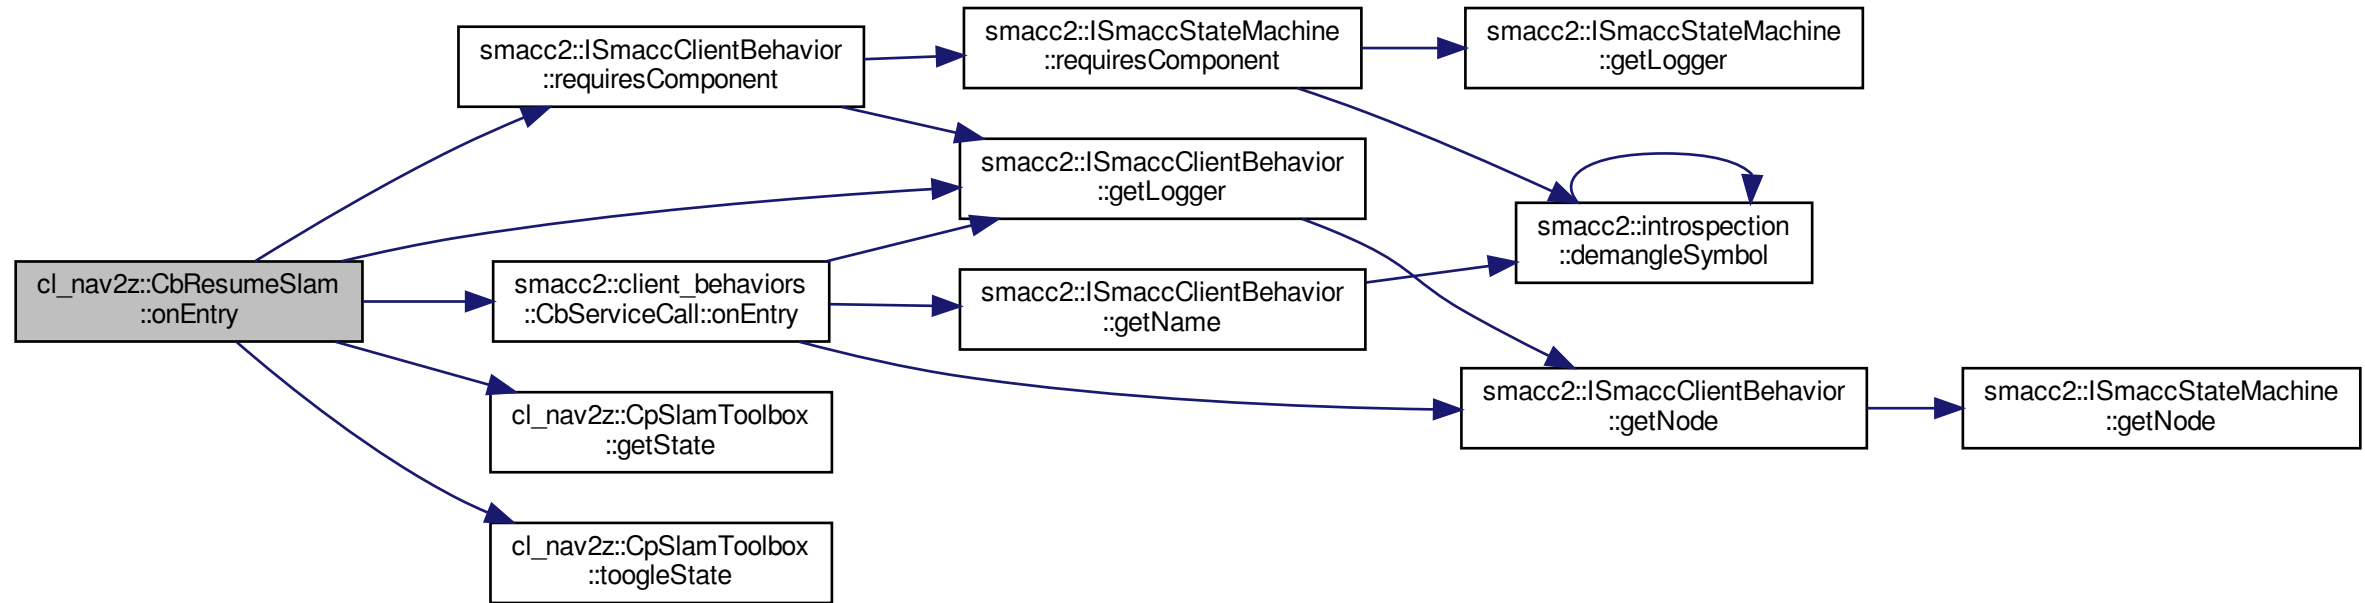 cl_nav2z::CbResumeSlam
::onEntry
smacc2::ISmaccClientBehavior
::requiresComponent
smacc2::ISmaccStateMachine
::requiresComponent
smacc2::ISmaccStateMachine
::getLogger
smacc2::ISmaccClientBehavior
::getLogger
smacc2::introspection
::demangleSymbol
smacc2::client_behaviors
::CbServiceCall::onEntry
smacc2::ISmaccClientBehavior
::getName
smacc2::ISmaccClientBehavior
::getNode
smacc2::ISmaccStateMachine
::getNode
cl_nav2z::CpSlamToolbox
::getState
cl_nav2z::CpSlamToolbox
::toogleState